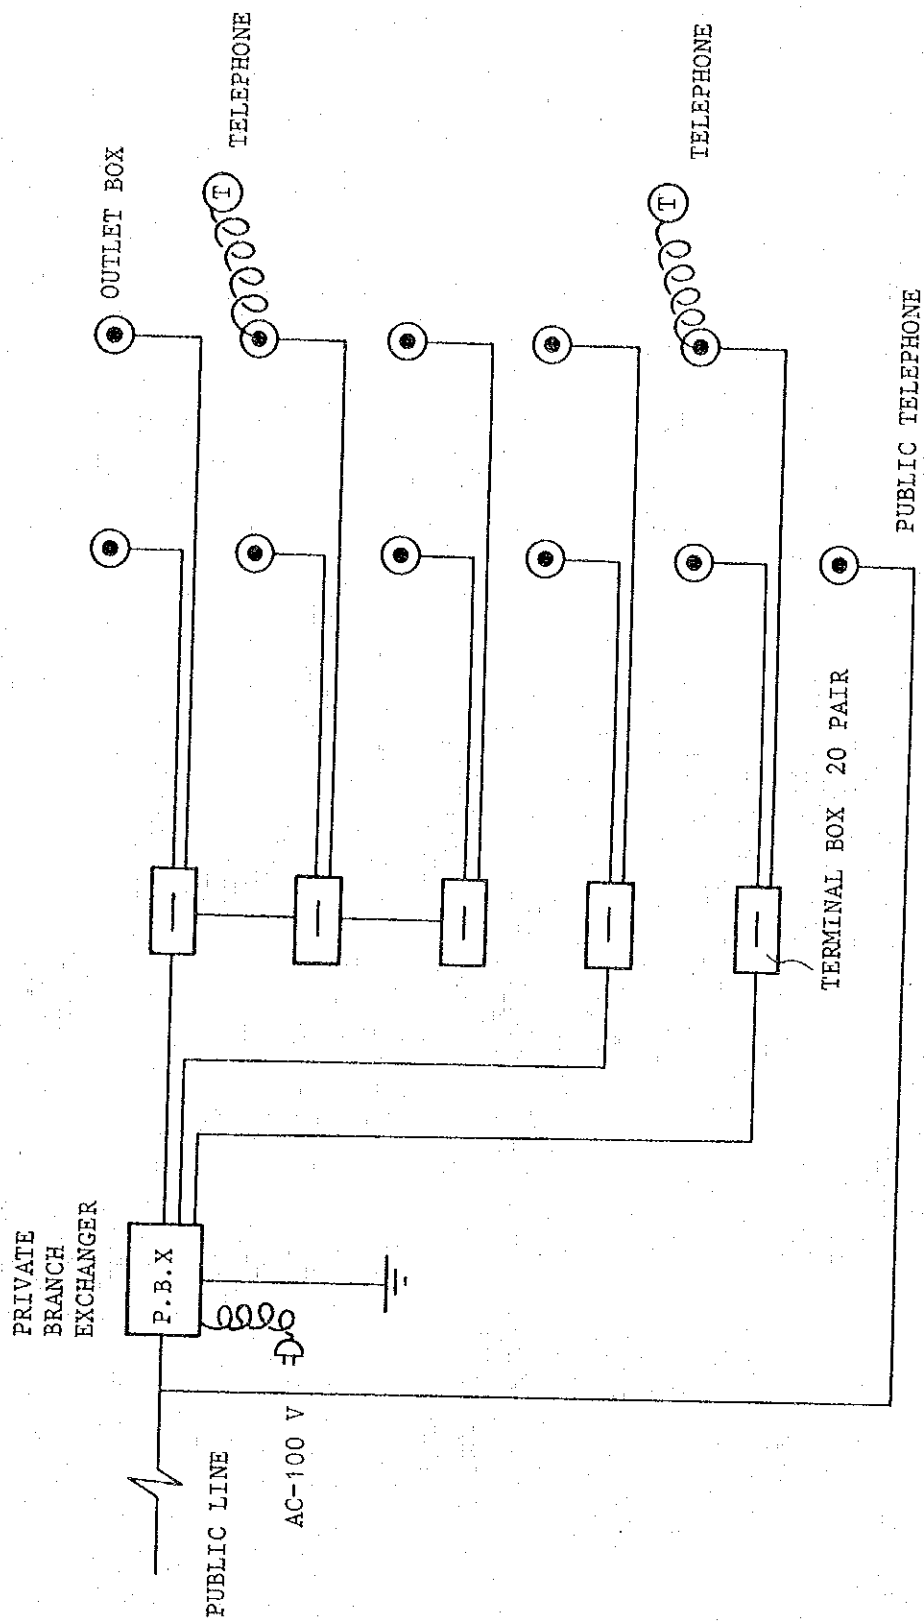 PRIVATE
BRANCH
EXCHANGER
P.B.X
PUBLIC LINE
AC-100 V
OUTLET BOX
T
TELEPHONE
T
TELEPHONE
TERMINAL BOX 20 PAIR
PUBLIC TELEPHONE